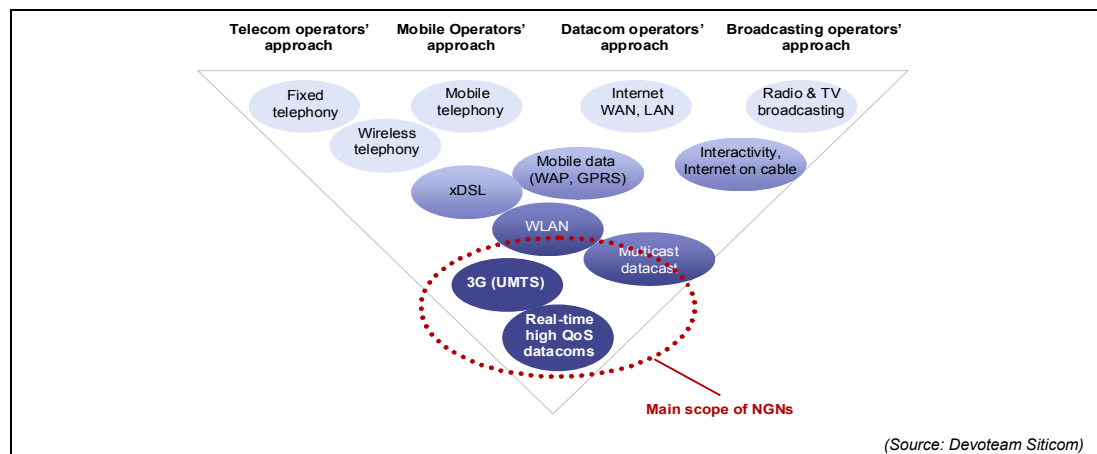 Telecom operators'
approach
Mobile Operators'
approach
Datacom operators'
approach
Broadcasting operators'
approach
Fixed
telephony
Mobile
telephony
Internet
WAN, LAN
Radio & TV
broadcasting
Wireless
telephony
Mobile data
(WAP, GPRS)
Interactivity,
Internet on cable
xDSL
WLAN
Multicast
datacast
3G (UMTS)
Real-time
high QoS
datacoms
Main scope of NGNs
(Source: Devoteam Siticom)